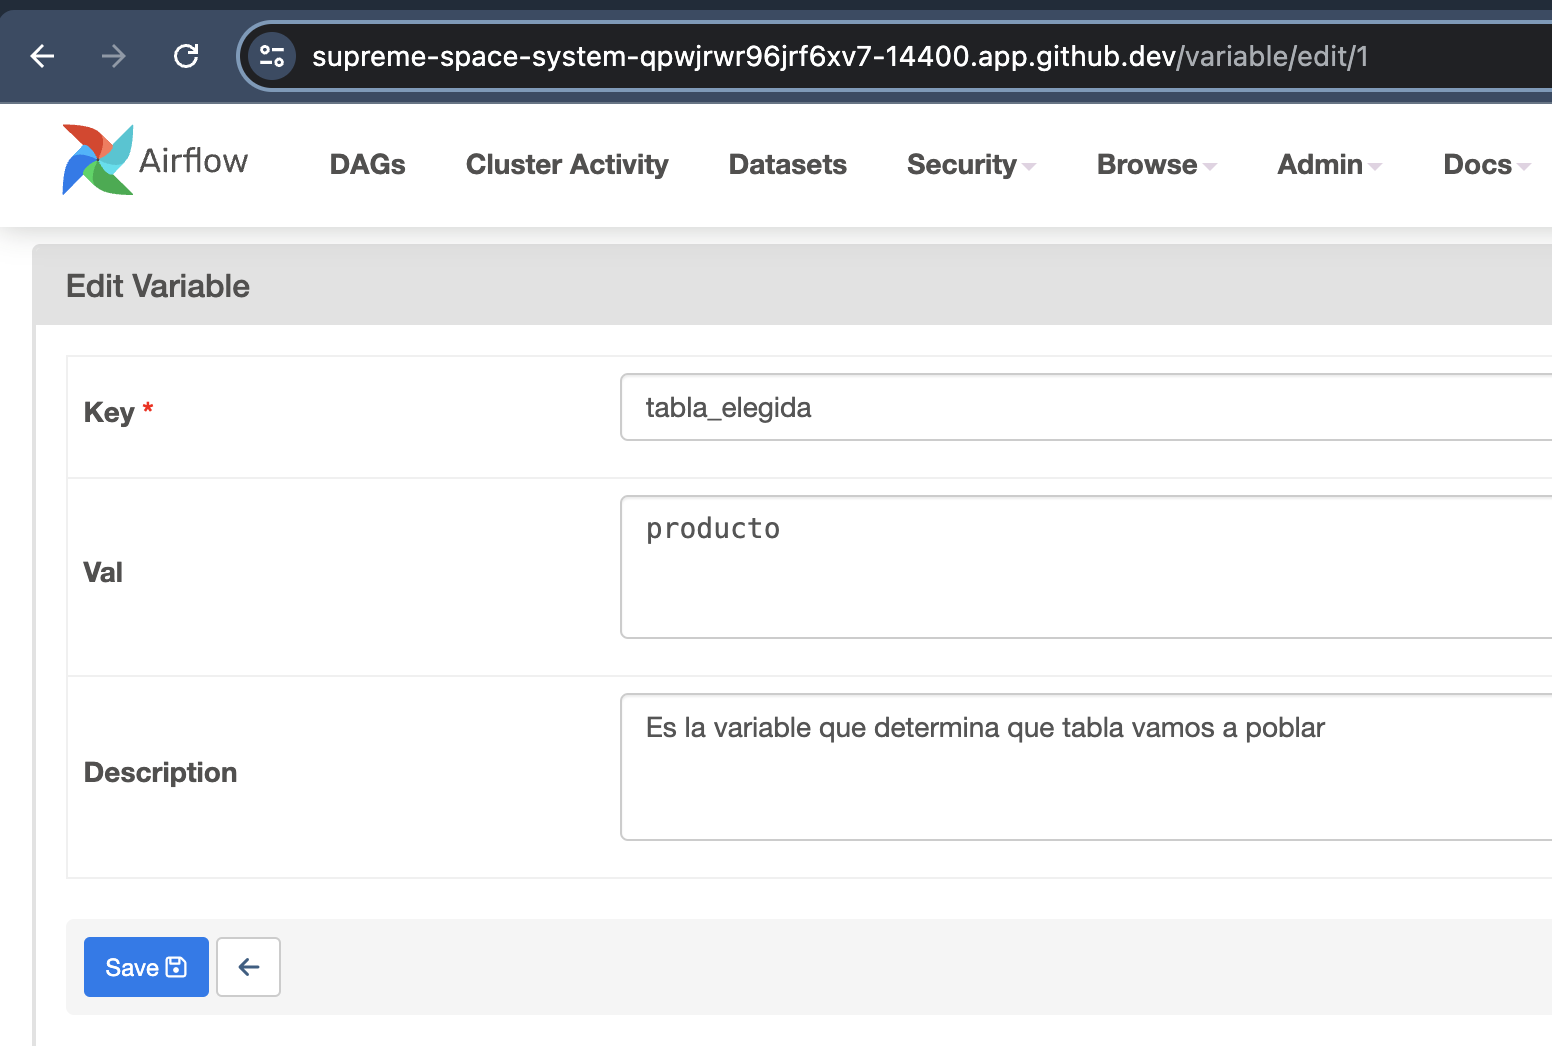 supreme-space-system-qpwjrwr96jrf6xv7-14400.app.github.dev/variable/edit/1
Airflow DAGs Cluster Activity Datasets Security Browse Admin Docs
Edit Variable
Key * tabla_elegida
Val producto
Description Es la variable que determina que tabla vamos a poblar
Save